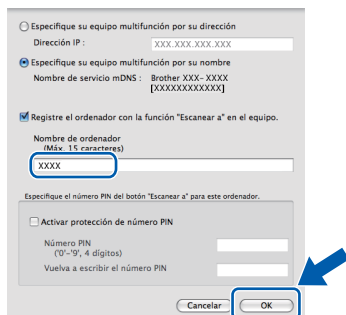 Especifique su equipo multifunción por su dirección
Dirección IP :
XXX.XXX.XXX.XXX
Especifique su equipo multifunción por su nombre
Nombre de servicio mDNS :
Brother XXX- XXXX
[XXXXXXXXXXXX]
Registre el ordenador con la función "Escanear a" en el equipo.
Nombre de ordenador
(Máx. 15 caracteres)
XXXX
Especifique el número PIN del botón "Escanear a" para este ordenador.
Activar protección de número PIN
Número PIN
('0'-'9', 4 dígitos)
Vuelva a escribir el número PIN
Cancelar
OK